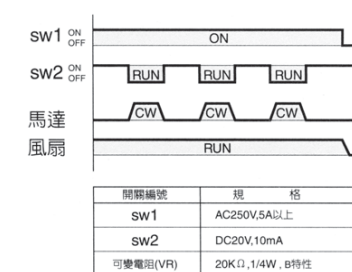 sw1 ON
OFF
ON
sw2 ON
OFF
RUN RUN RUN
馬達 CW CW CW
風扇 RUN
開關編號 規 格
sw1 AC250V,5A以上
sw2 DC20V,10mA
可變電阻(VR) 20KΩ,1/4W , B特性